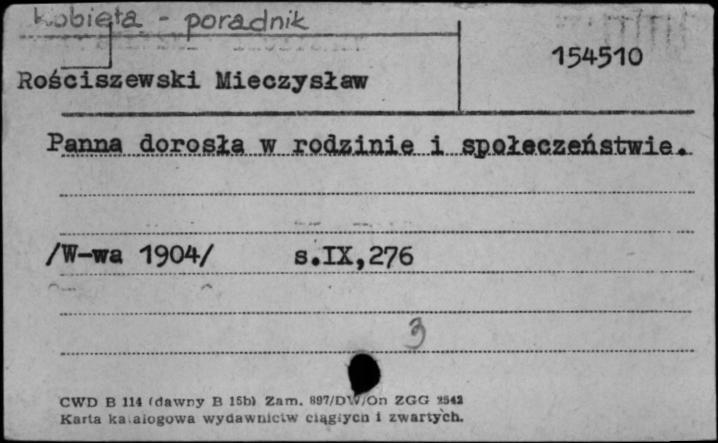 Kobieta - poradnik
154510
Rościszewski Mieczysław
Panna dorosła w rodzinie i społeczeństwie.
/W-wa 1904/ s.IX,276
3
CWD B 114 (dawny B 15b) Zam. 897/DW/On ZGG 2542
Karta katalogowa wydawnictw ciągłych i zwartych.